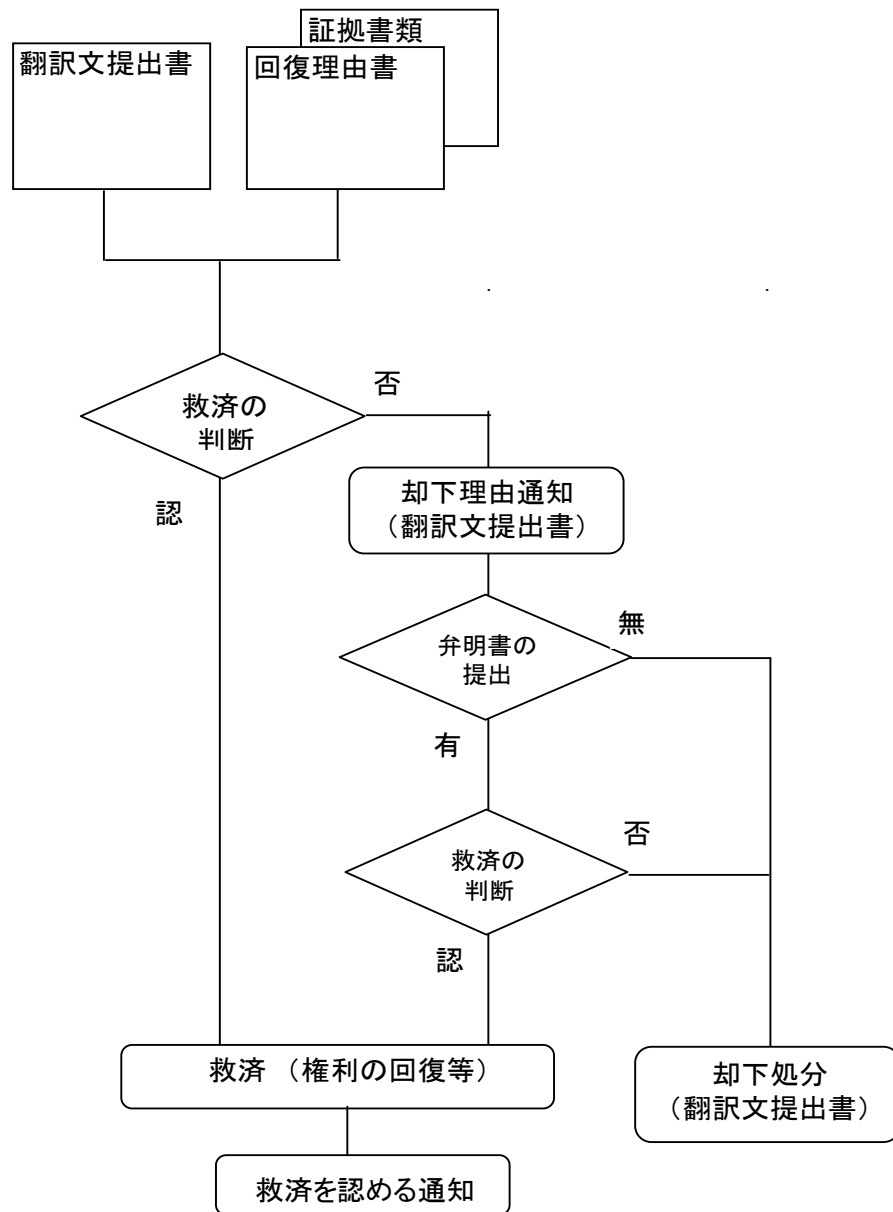 証拠書類
翻訳文提出書
回復理由書
否
救済の
判断
認
却下理由通知
（翻訳文提出書）
無
弁明書の
提出
有
否
救済の
判断
認
救済 （権利の回復等）
却下処分
（翻訳文提出書）
救済を認める通知